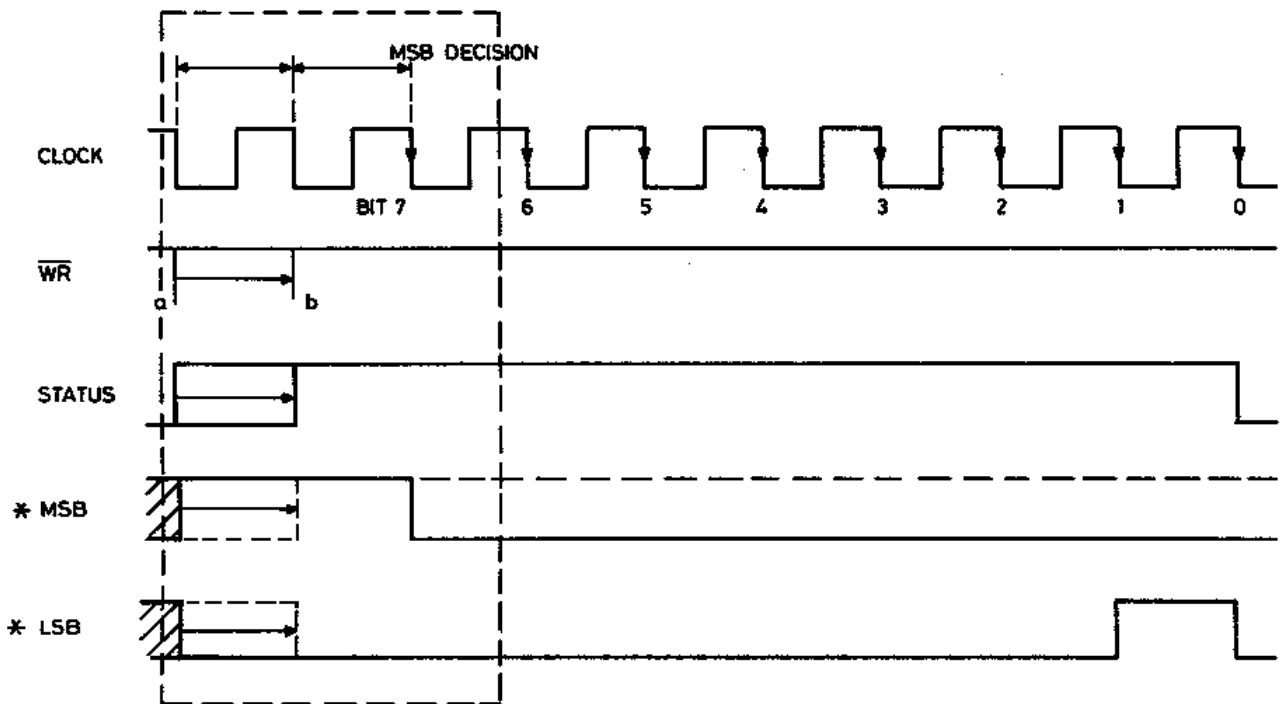 MSB DECISION
CLOCK
BIT 7 6 5 4 3 2 1 0
WR
a b
STATUS
* MSB
* LSB